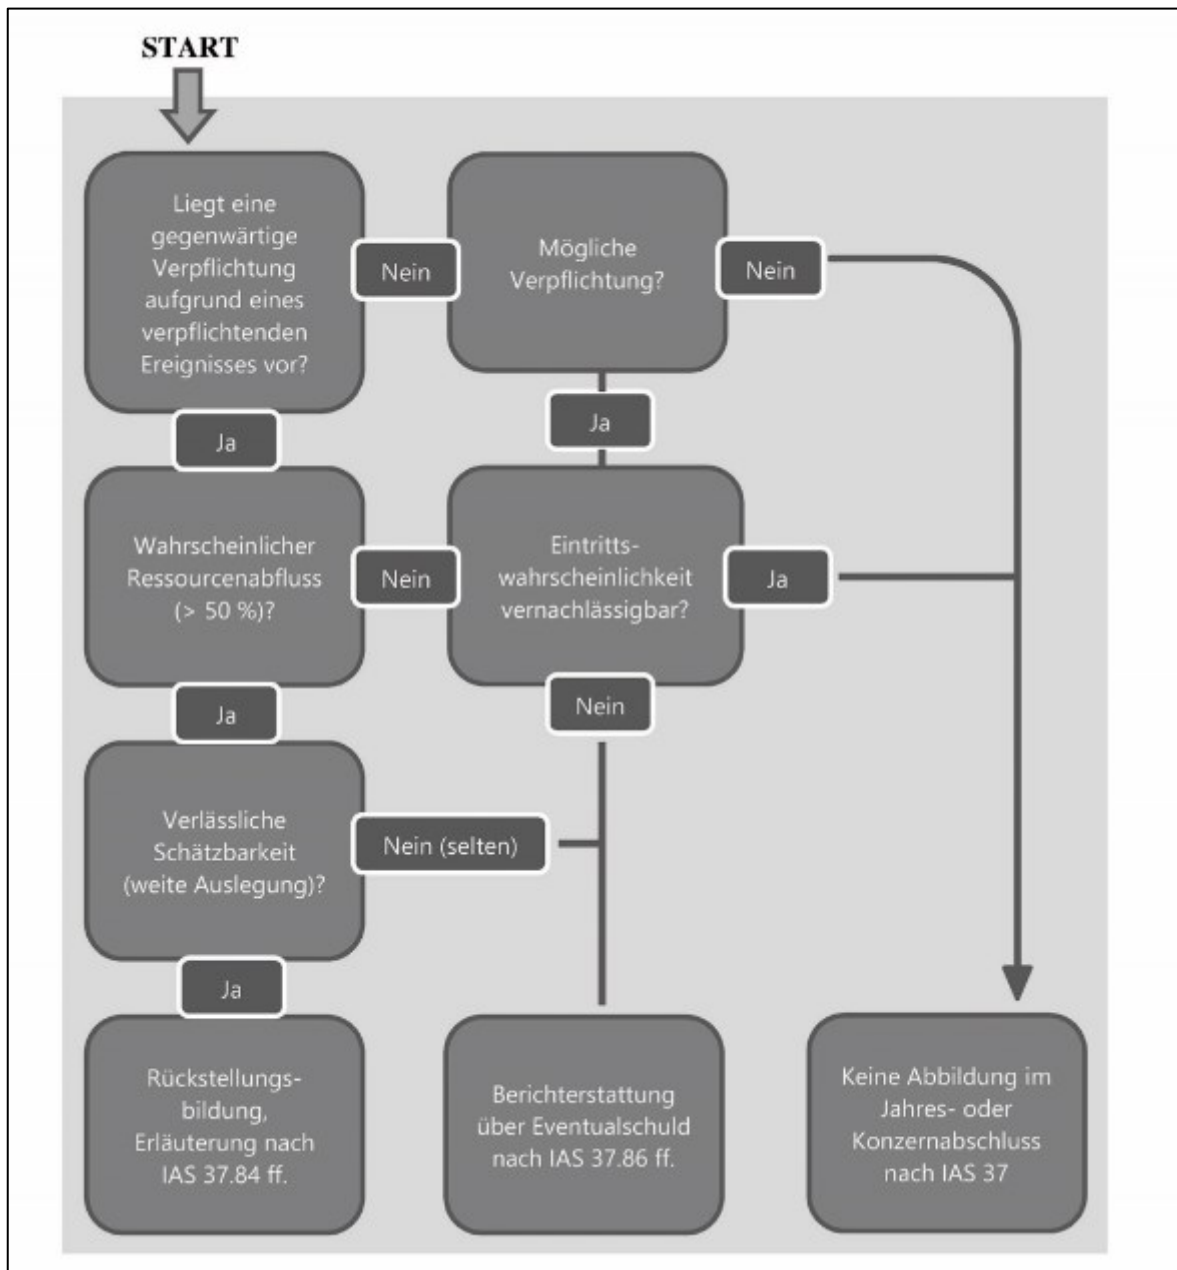 START
Liegt eine
gegenwärtige
Verpflichtung
aufgrund eines
verpflichtenden
Ereignisses vor?
Nein
Mögliche
Verpflichtung?
Nein
Ja
Ja
Wahrscheinlicher
Ressourcenabfluss
(> 50 %)?
Nein
Eintritts-
wahrscheinlichkeit
vernachlässigbar?
Ja
Ja
Nein
Verlässliche
Schätzbarkeit
(weite Auslegung)?
Nein (selten)
Ja
Rückstellungs-
bildung,
Erläuterung nach
IAS 37.84 ff.
Berichterstattung
über Eventualschuld
nach IAS 37.86 ff.
Keine Abbildung im
Jahres- oder
Konzernabschluss
nach IAS 37